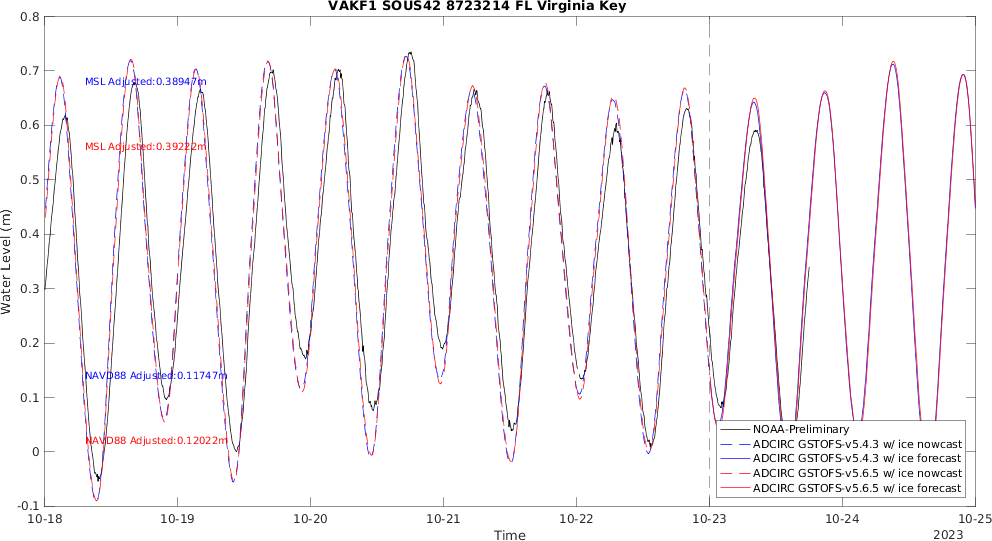 VAKF1 SOUS42 8723214 FL Virginia Key
0.8
0.7
0.6
0.5
0.4
0.3
0.2
0.1
0
-0.1
Water Level (m)
MSL Adjusted:0.38947m
MSL Adjusted:0.39222m
NAVD88 Adjusted:0.11747m
NAVD88 Adjusted:0.12022m
NOAA-Preliminary
ADCIRC GSTOFS-v5.4.3 w/ ice nowcast
ADCIRC GSTOFS-v5.4.3 w/ ice forecast
ADCIRC GSTOFS-v5.6.5 w/ ice nowcast
ADCIRC GSTOFS-v5.6.5 w/ ice forecast
10-18 10-19 10-20 10-21 10-22 10-23 10-24 10-25
Time
2023